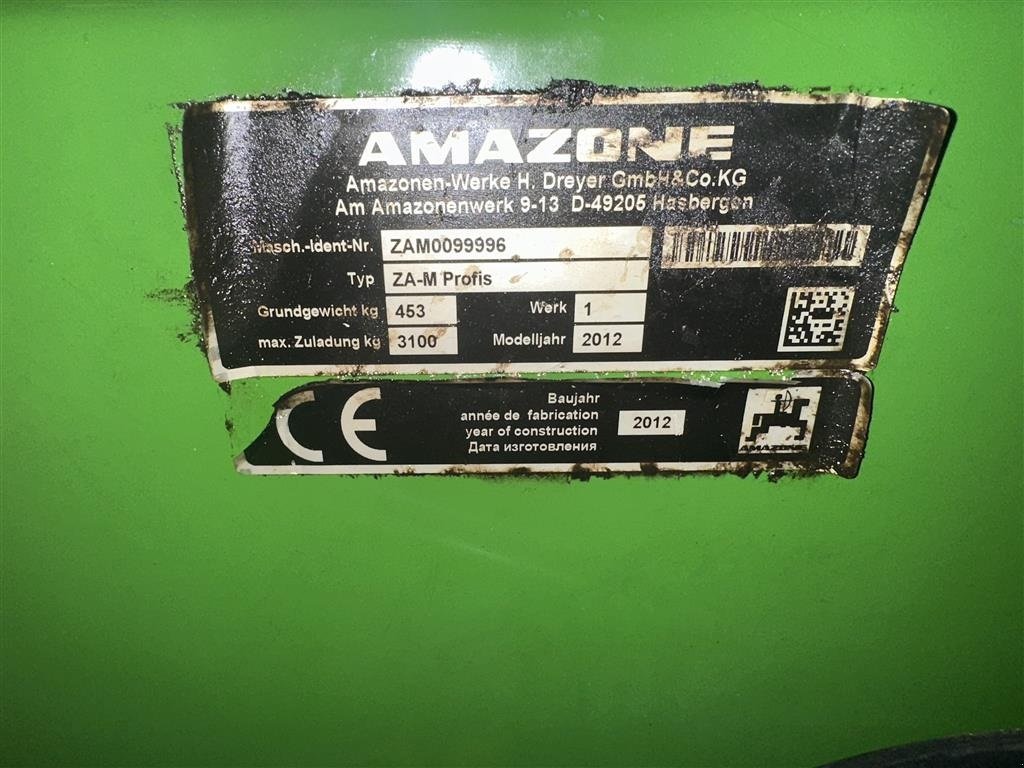 AMAZONE
Amazonen-Werke H. Dreyer GmbH&Co.KG
Am Amazonenwerk 9-13 D-49205 Hasbergen
Masch.-Ident-Nr. ZAM0099996
Typ ZA-M Profis
Grundgewicht kg 453 Werk 1
max. Zuladung kg 3100 Modelljahr 2012
CE
Baujahr
année de fabrication
year of construction
Дата изготовления
2012
AMAZONE